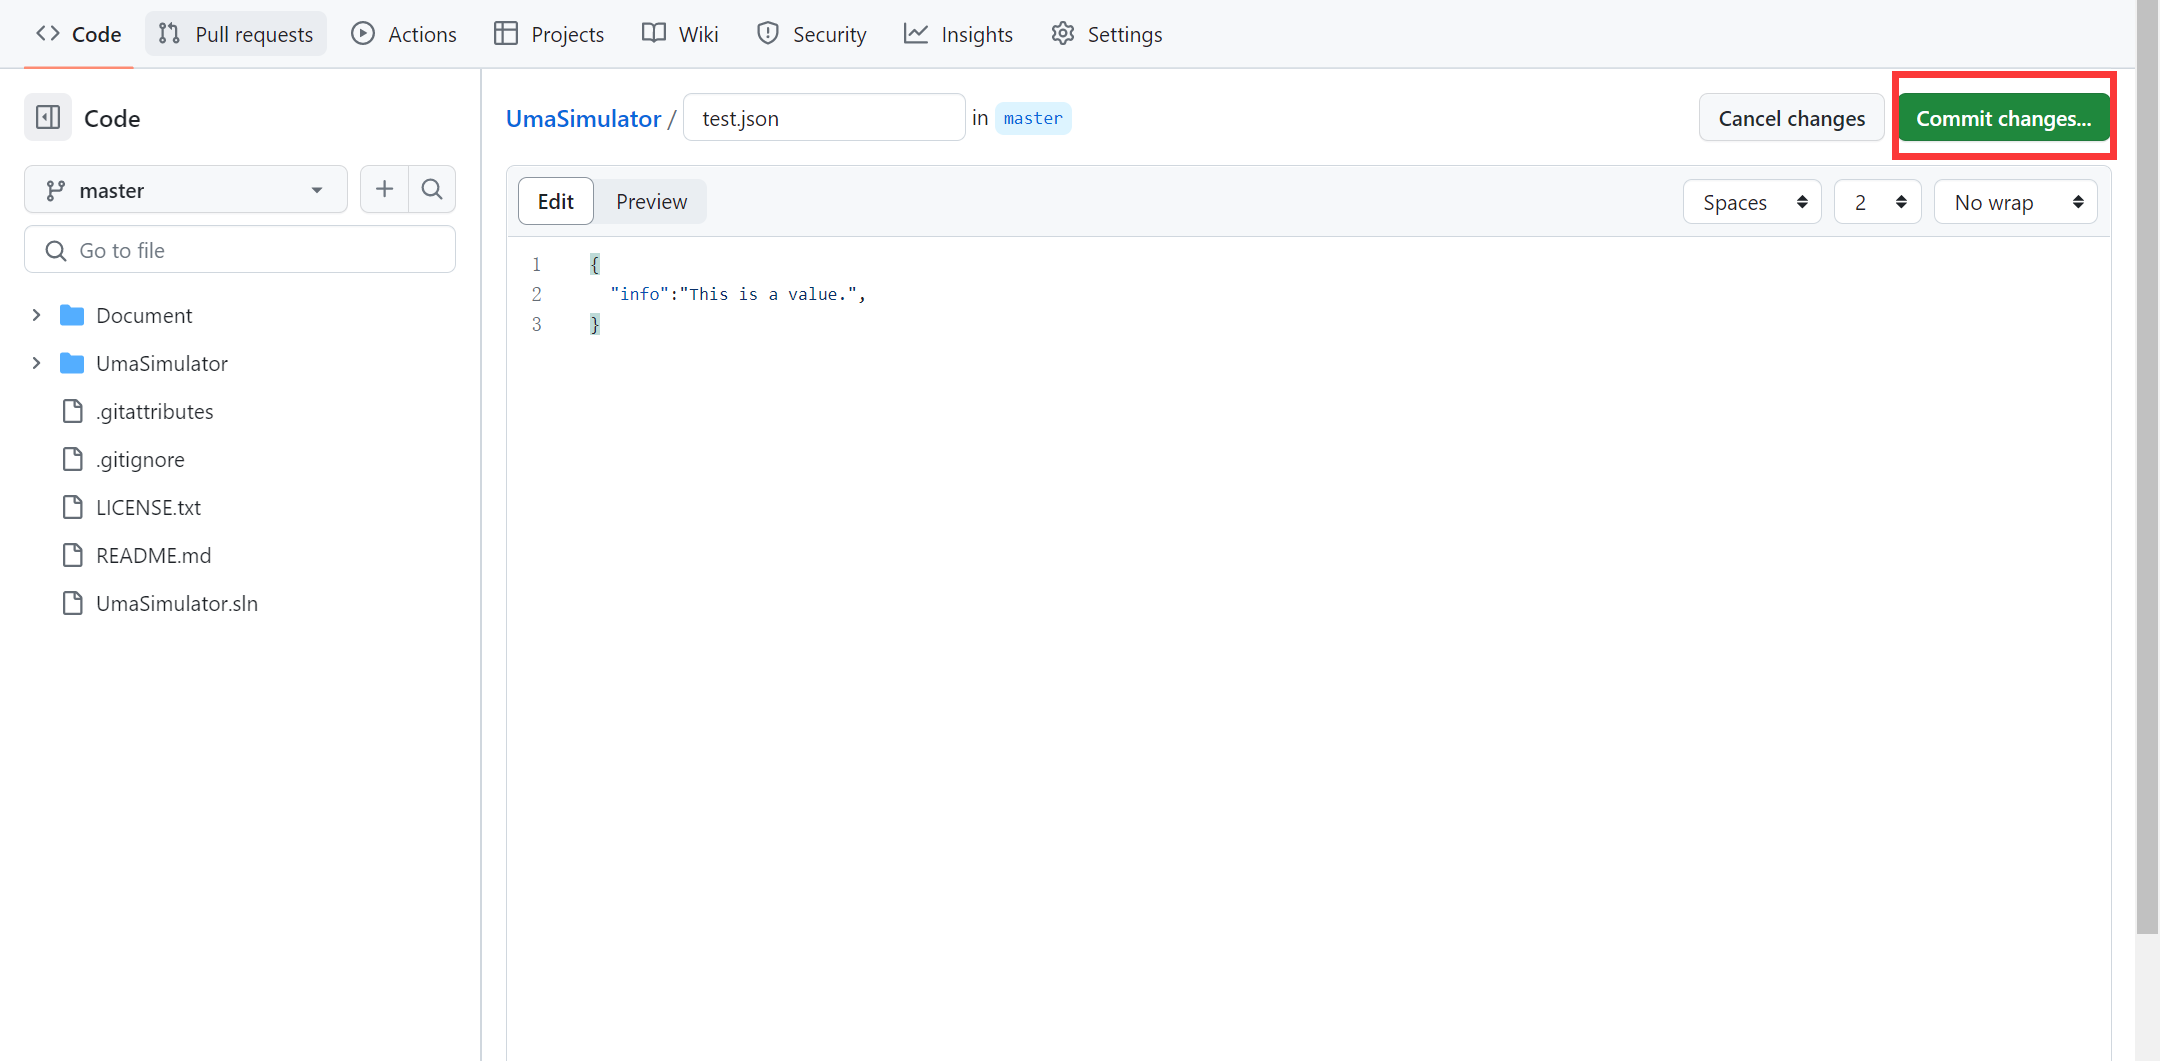 Code Pull requests Actions Projects Wiki Security Insights Settings
Code
UmaSimulator / test.json in master Cancel changes Commit changes...
master
Edit Preview Spaces 2 No wrap
Go to file
1 {
2 "info":"This is a value.",
3 }
Document
UmaSimulator
.gitattributes
.gitignore
LICENSE.txt
README.md
UmaSimulator.sln